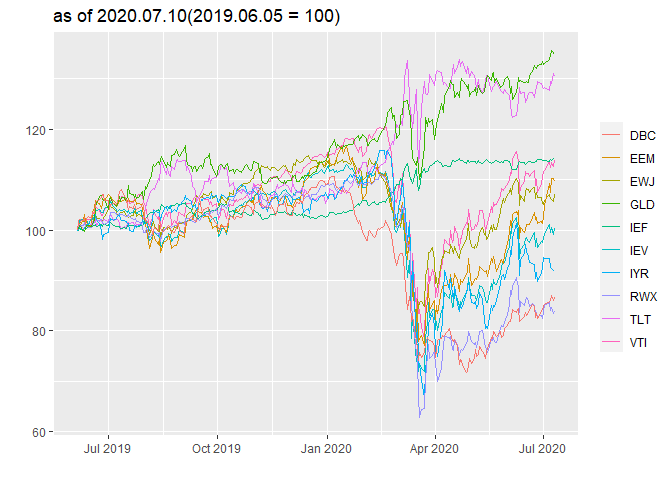 as of 2020.07.10(2019.06.05 = 100)
120
100
80
60
Jul 2019
Oct 2019
Jan 2020
Apr 2020
Jul 2020
DBC
EEM
EWJ
GLD
IEF
IEV
IYR
RWX
TLT
VTI